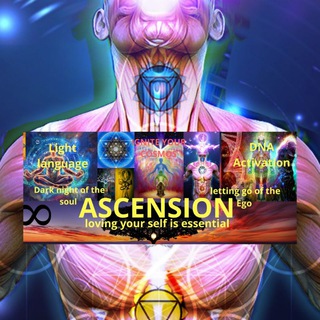 Light
language
IGNITE YOUR
COSMOS
DNA
Activation
Dark night of the
soul
letting go of the
Ego
ASCENSION
loving your self is essential